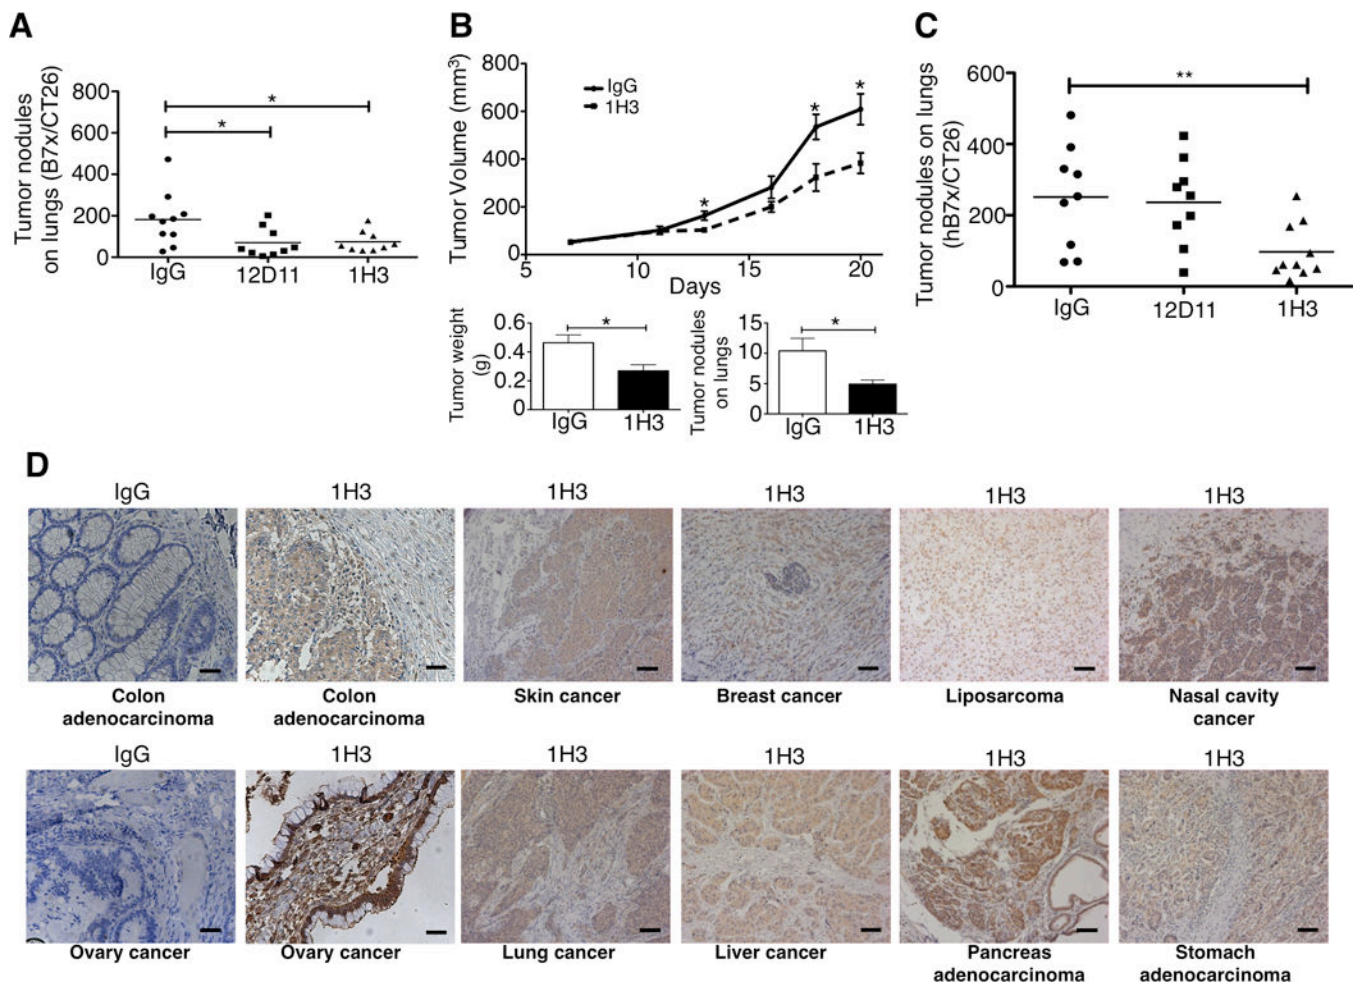 A
Tumor nodules
on lungs (B7x/CT26)
800
600
400
200
0
*
*
IgG
12D11
1H3
B
Tumor Volume (mm³)
800
600
400
200
0
IgG
1H3
*
*
*
5
10
15
20
Days
Tumor weight
(g)
0.6
0.4
0.2
0
*
IgG
1H3
Tumor nodules
on lungs
15
10
5
0
*
IgG
1H3
C
Tumor nodules on lungs
(hB7x/CT26)
600
400
200
0
**
IgG
12D11
1H3
D
IgG
1H3
1H3
1H3
1H3
1H3
Colon
adenocarcinoma
Colon
adenocarcinoma
Skin cancer
Breast cancer
Liposarcoma
Nasal cavity
cancer
IgG
1H3
1H3
1H3
1H3
1H3
Ovary cancer
Ovary cancer
Lung cancer
Liver cancer
Pancreas
adenocarcinoma
Stomach
adenocarcinoma